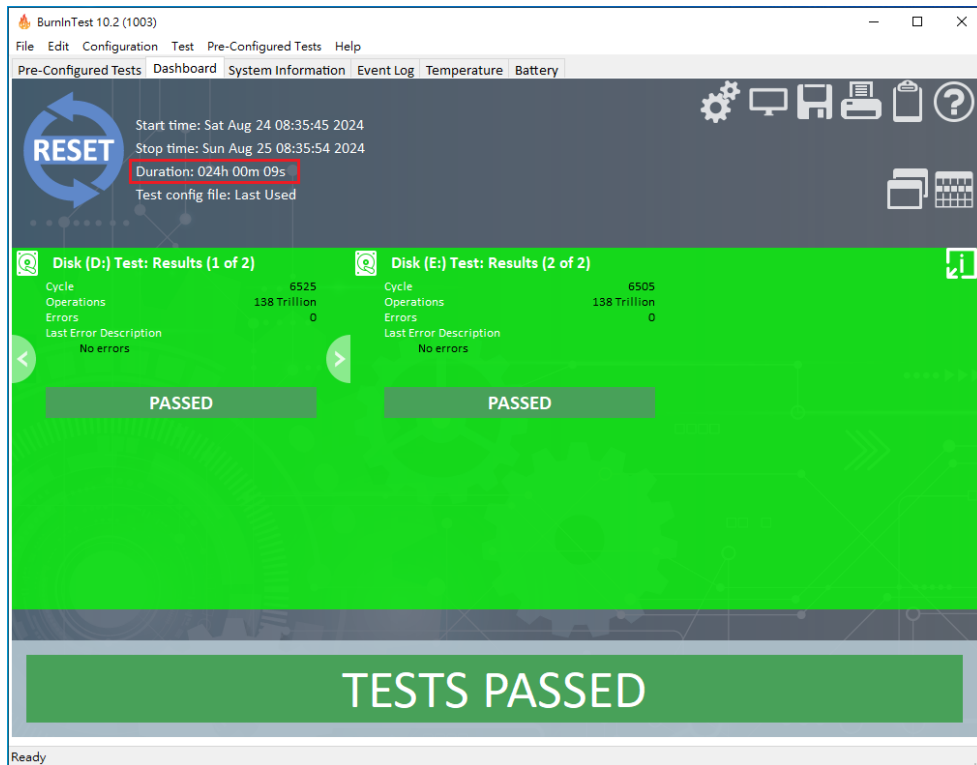 BurnInTest 10.2 (1003)
File Edit Configuration Test Pre-Configured Tests Help
Pre-Configured Tests Dashboard System Information Event Log Temperature Battery
RESET
Start time: Sat Aug 24 08:35:45 2024
Stop time: Sun Aug 25 08:35:54 2024
Duration: 024h 00m 09s
Test config file: Last Used
Disk (D:) Test: Results (1 of 2)
Cycle 6525
Operations 138 Trillion
Errors 0
Last Error Description
No errors
PASSED
Disk (E:) Test: Results (2 of 2)
Cycle 6505
Operations 138 Trillion
Errors 0
Last Error Description
No errors
PASSED
TESTS PASSED
Ready